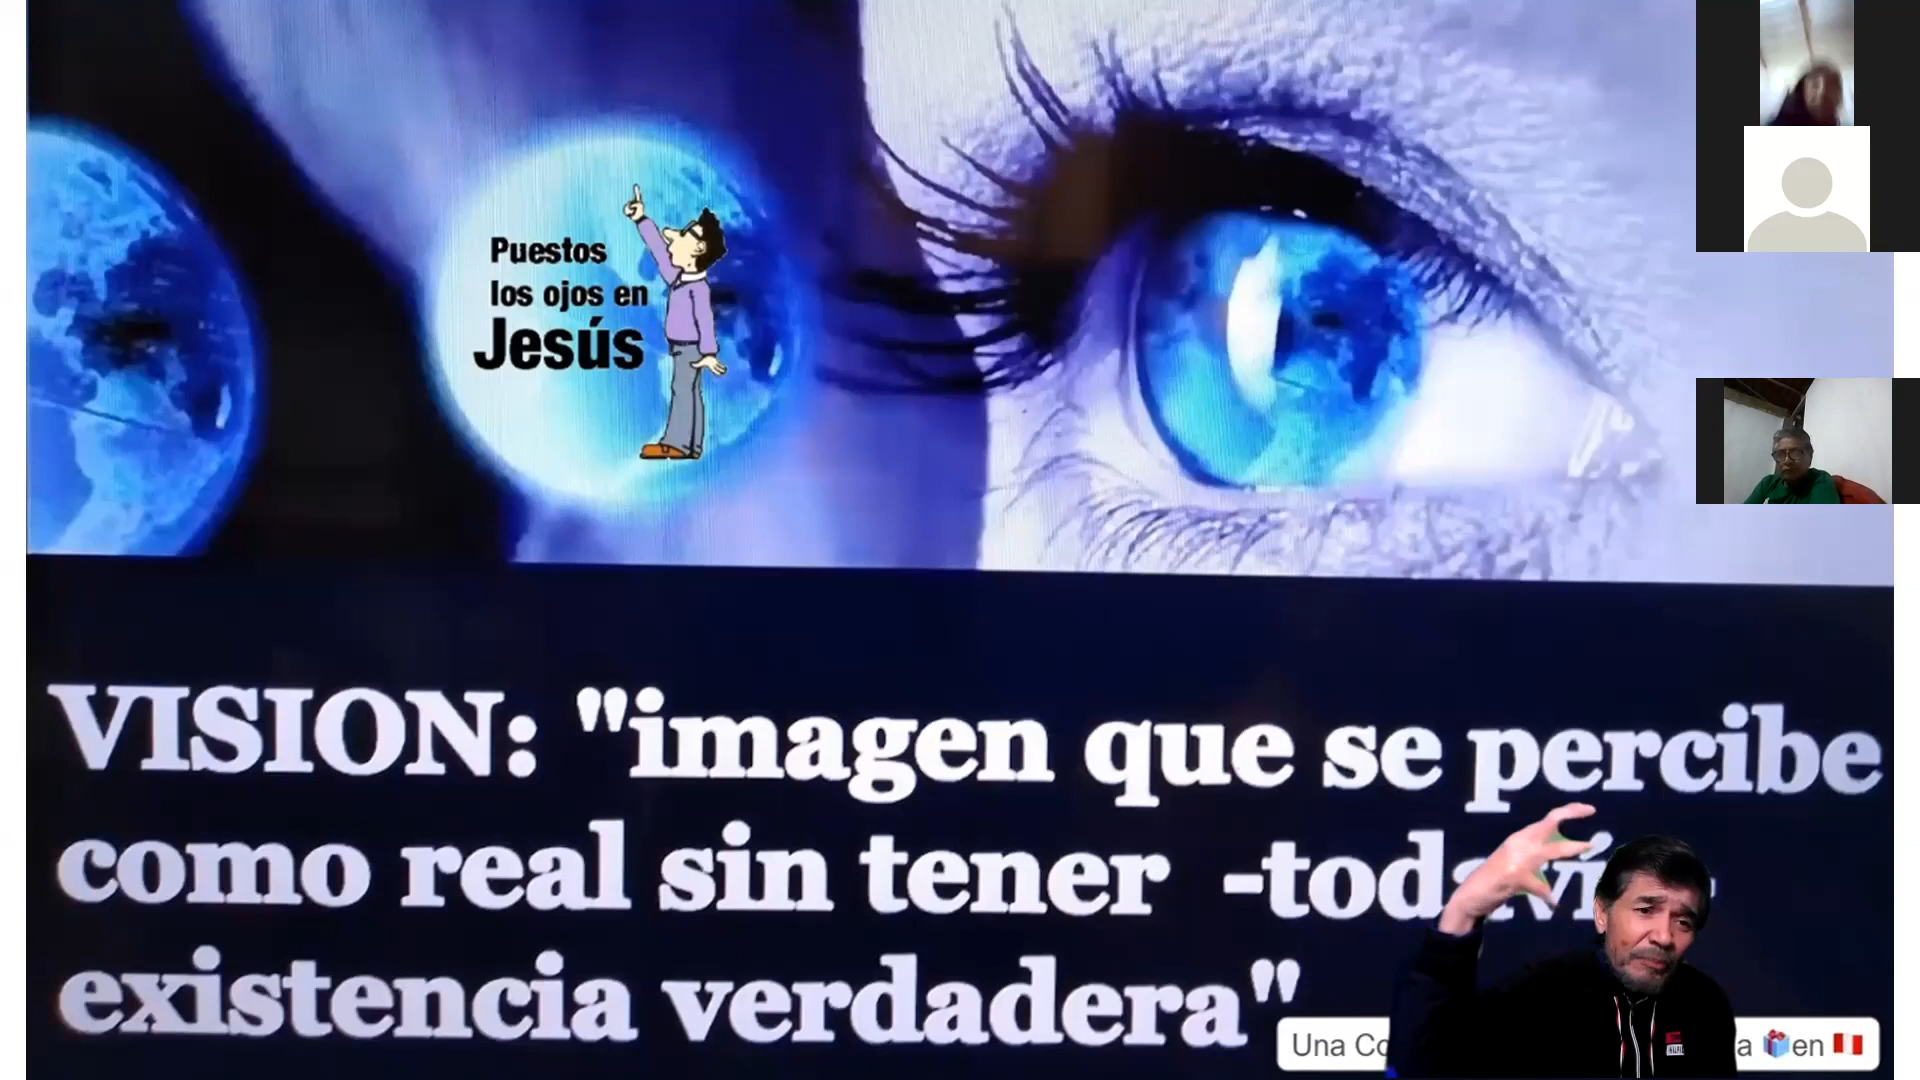 Puestos
los ojos en
Jesús
VISION: "imagen que se percibe
como real sin tener -todavía-
existencia verdadera"
Una Co
a 🎁en 🇵🇪